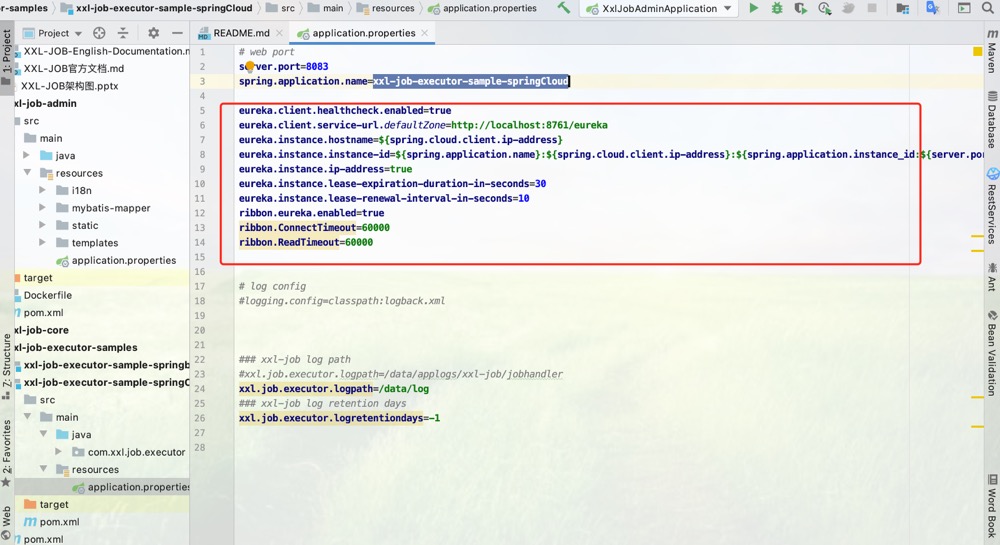 or-samples
xxl-job-executor-sample-springCloud
src
main
resources
application.properties
XxlJobAdminApplication
1: Project
Project
README.md
application.properties
Maven
XXL-JOB-English-Documentation.m
XXL-JOB官方文档.md
XXL-JOB架构图.pptx
xl-job-admin
src
main
java
resources
i18n
mybatis-mapper
static
templates
application.properties
target
Dockerfile
pom.xml
xxl-job-core
xxl-job-executor-samples
xxl-job-executor-sample-springb
xxl-job-executor-sample-springC
src
main
java
com.xxl.job.executor
resources
application.properties
target
pom.xml
pom.xml
7: Structure
2: Favorites
Web
1 # web port
2 server.port=8083
3 spring.application.name=xxl-job-executor-sample-springCloud
4
5 eureka.client.healthcheck.enabled=true
6 eureka.client.service-url.defaultZone=http://localhost:8761/eureka
7 eureka.instance.hostname=${spring.cloud.client.ip-address}
8 eureka.instance.instance-id=${spring.application.name}:${spring.cloud.client.ip-address}:${spring.application.instance_id:${server.por
9 eureka.instance.ip-address=true
10 eureka.instance.lease-expiration-duration-in-seconds=30
11 eureka.instance.lease-renewal-interval-in-seconds=10
12 ribbon.eureka.enabled=true
13 ribbon.ConnectTimeout=60000
14 ribbon.ReadTimeout=60000
15
16
17 # log config
18 #logging.config=classpath:logback.xml
19
20
21
22 ### xxl-job log path
23 #xxl.job.executor.logpath=/data/applogs/xxl-job/jobhandler
24 xxl.job.executor.logpath=/data/log
25 ### xxl-job log retention days
26 xxl.job.executor.logretentiondays=-1
27
28
Database
RestServices
Ant
Bean Validation
Word Book